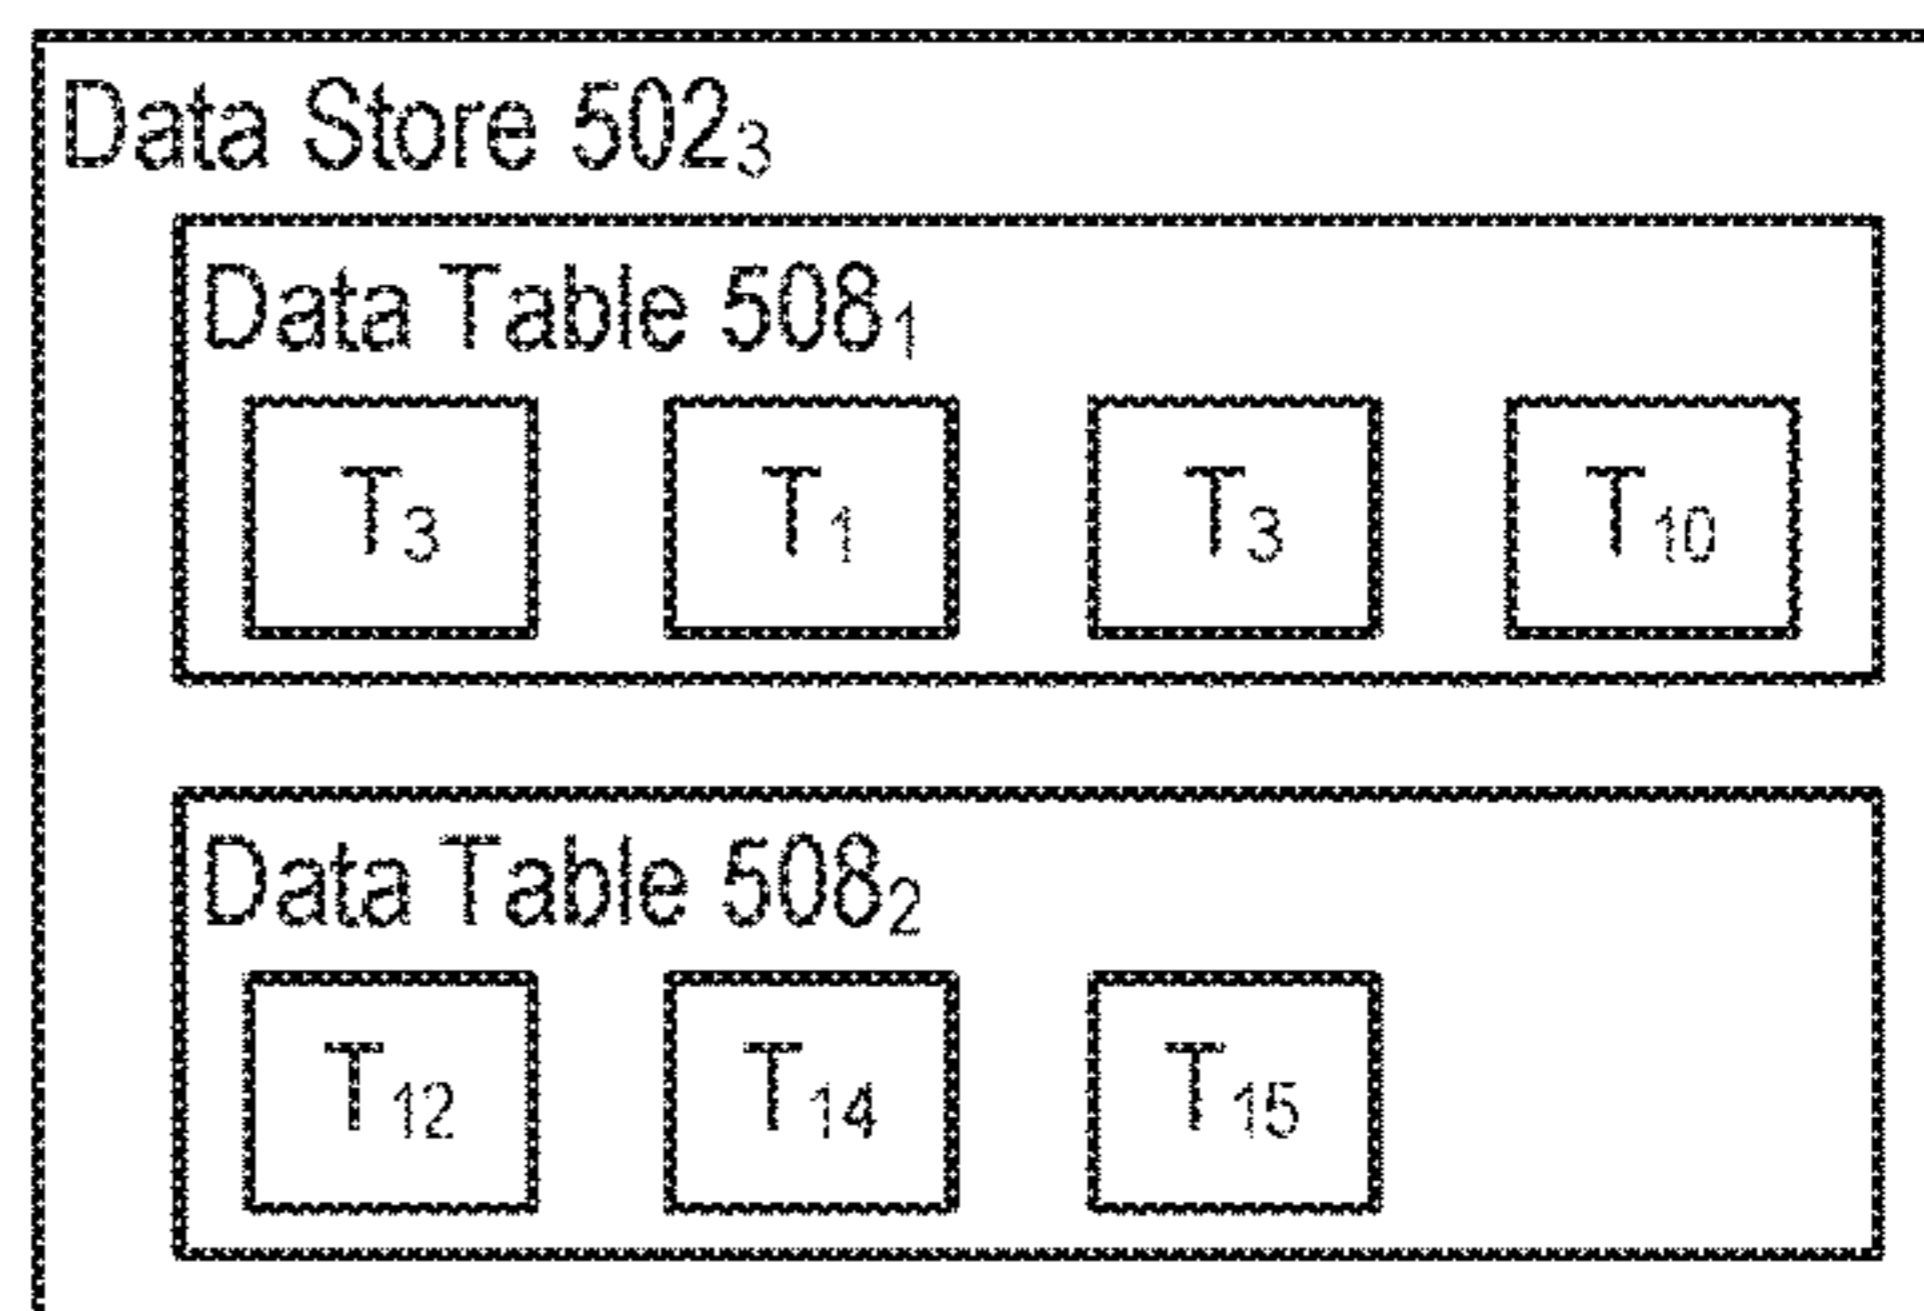 Data Store 502₃
Data Table 508₁
T₃ T₁ T₃ T₁₀
Data Table 508₂
T₁₂ T₁₄ T₁₅